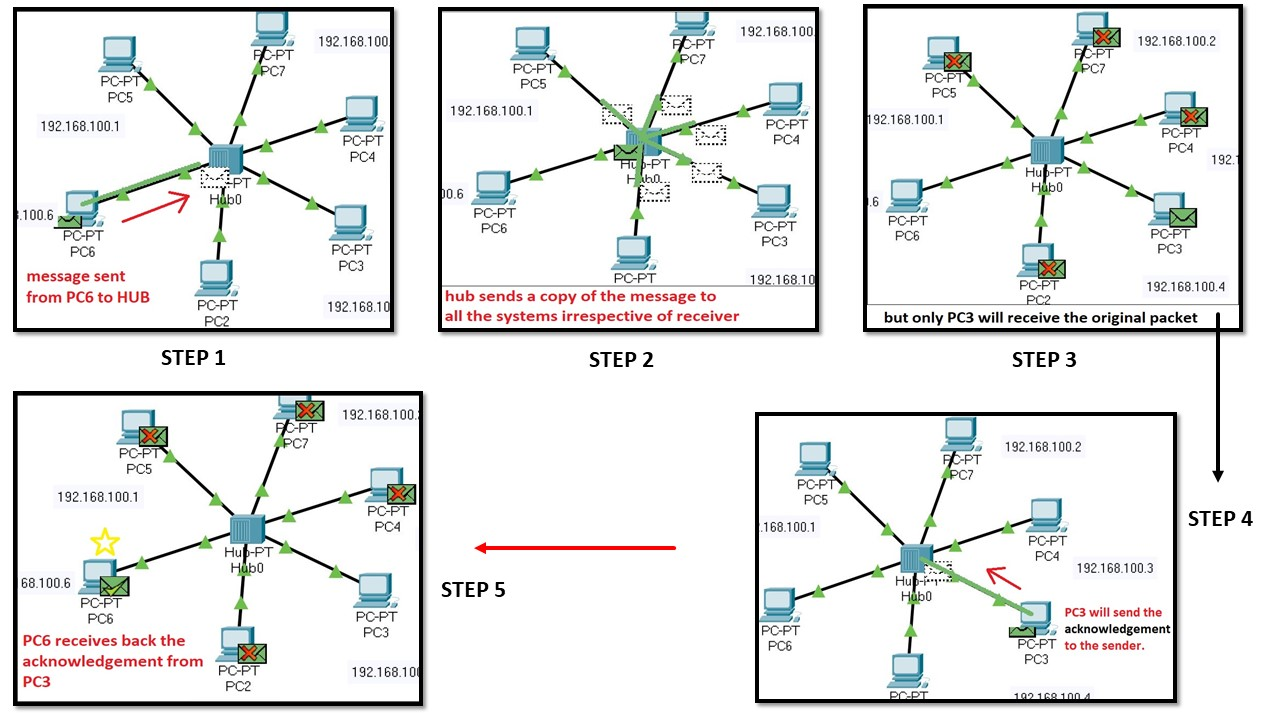 192.168.100.
PC-PT
PC7
PC-PT
PC5
192.168.100.1
PC-PT
PC4
-PT
Hub0
.100.6
PC-PT
PC6
PC-PT
PC3
message sent
from PC6 to HUB
PC-PT
PC2
192.168.10
STEP 1
192.168.100.
PC-PT
PC7
PC-PT
PC5
192.168.100.1
PC-PT
PC4
Hub-PT
Hub0
00.6
PC-PT
PC6
PC-PT
PC3
PC-PT
192.168.10
hub sends a copy of the message to
all the systems irrespective of receiver
STEP 2
192.168.100.2
PC-PT
PC7
PC-PT
PC5
192.168.100.1
PC-PT
PC4
192.1
Hub-PT
Hub0
.6
PC-PT
PC6
PC-PT
PC3
PC-PT
PC2
192.168.100.4
but only PC3 will receive the original packet
STEP 3
STEP 4
192.168.100.2
PC-PT
PC7
PC-PT
PC5
.168.100.1
PC-PT
PC4
192.168.100.3
Hub-PT
Hub0
PC-PT
PC6
PC3 will send the
acknowledgement
to the sender.
PC-PT
PC3
PC-PT
192.168.100.4
STEP 5
192.168.100.
PC-PT
PC7
PC-PT
PC5
192.168.100.1
PC-PT
PC4
Hub-PT
Hub0
68.100.6
PC-PT
PC6
PC-PT
PC3
PC6 receives back the
acknowledgement from
PC3
PC-PT
PC2
192.168.100